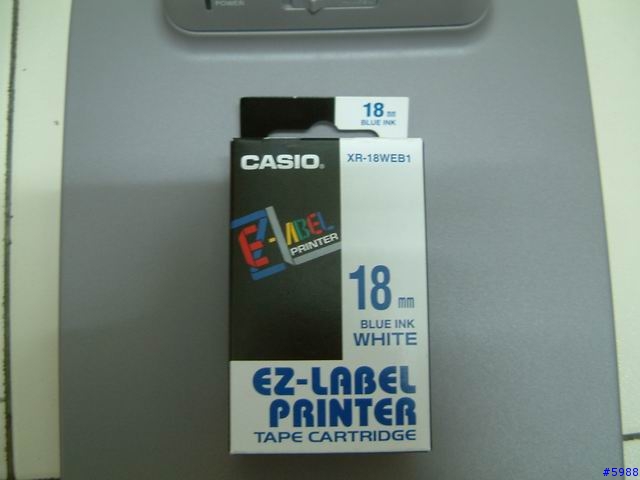 POWER
18 mm
BLUE INK
CASIO®
XR-18WEB1
EZ-LABEL
PRINTER
18 mm
BLUE INK
WHITE
EZ-LABEL
PRINTER
TAPE CARTRIDGE
#5988